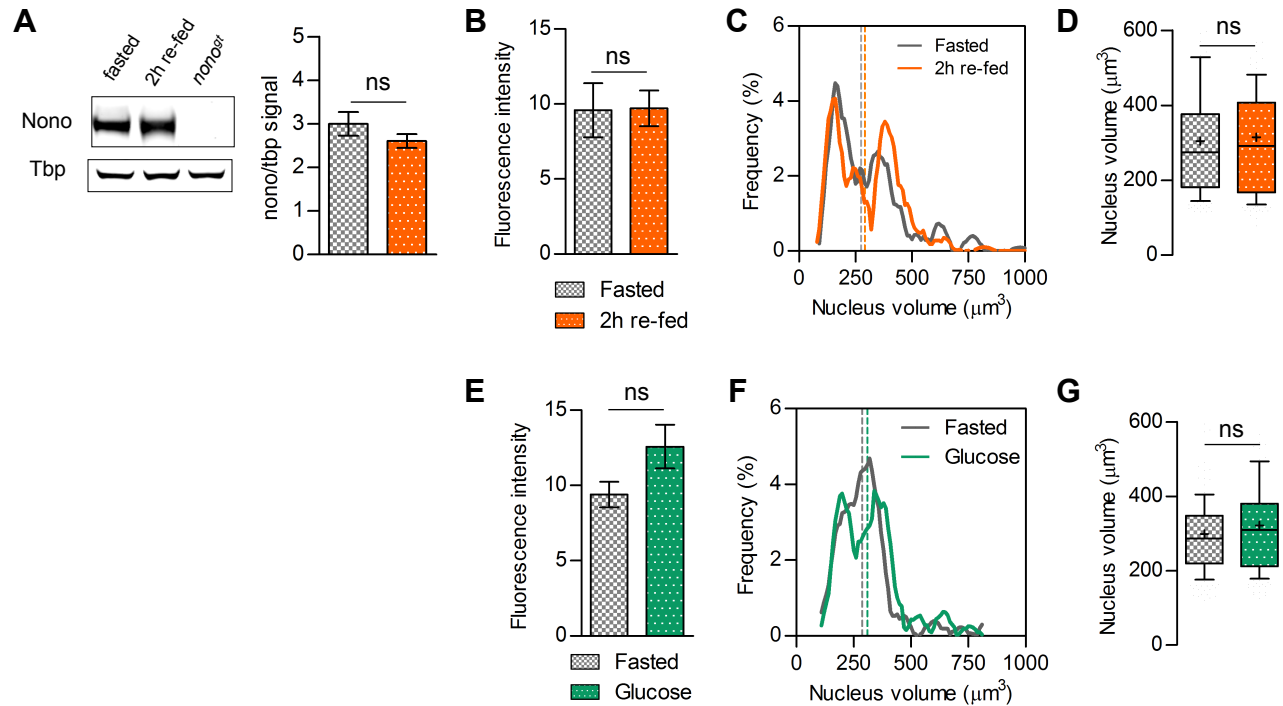 A
fasted
2h re-fed
nonogt
Nono
Tbp
nono/tbp signal
5
4
3
2
1
0
ns
B
Fluorescence intensity
15
10
5
0
ns
Fasted
2h re-fed
C
Frequency (%)
6
4
2
0
Fasted
2h re-fed
0 250 500 750 1000
Nucleus volume (μm3)
D
Nucleus volume (μm3)
600
400
200
0
ns
E
Fluorescence intensity
15
10
5
0
ns
Fasted
Glucose
F
Frequency (%)
6
4
2
0
Fasted
Glucose
0 250 500 750 1000
Nucleus volume (μm3)
G
Nucleus volume (μm3)
600
400
200
0
ns